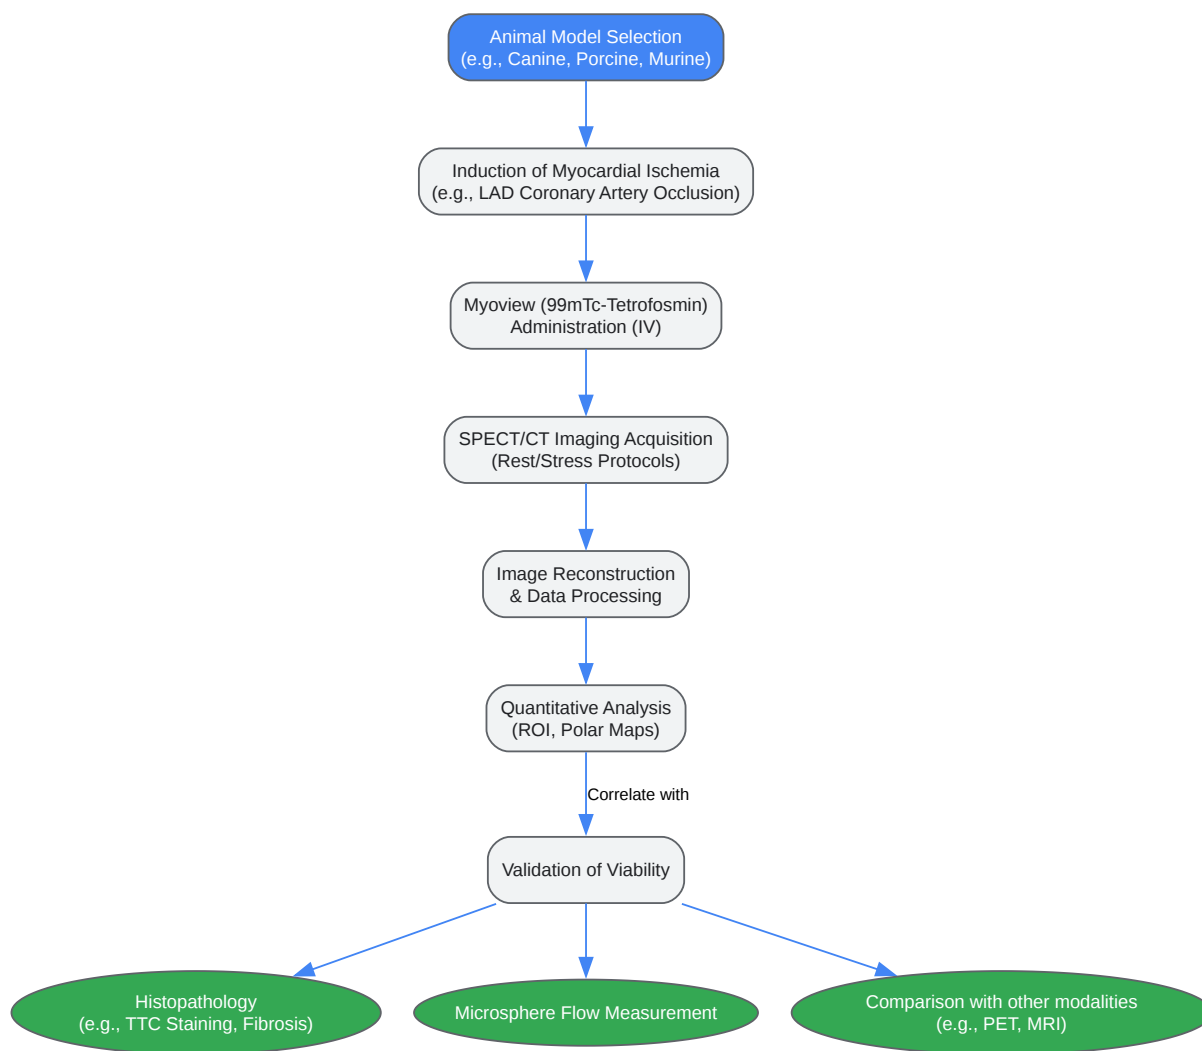 Animal Model Selection
(e.g., Canine, Porcine, Murine)
Induction of Myocardial Ischemia
(e.g., LAD Coronary Artery Occlusion)
Myoview (99mTc-Tetrofosmin)
Administration (IV)
SPECT/CT Imaging Acquisition
(Rest/Stress Protocols)
Image Reconstruction
& Data Processing
Quantitative Analysis
(ROI, Polar Maps)
Correlate with
Validation of Viability
Histopathology
(e.g., TTC Staining, Fibrosis)
Microsphere Flow Measurement
Comparison with other modalities
(e.g., PET, MRI)